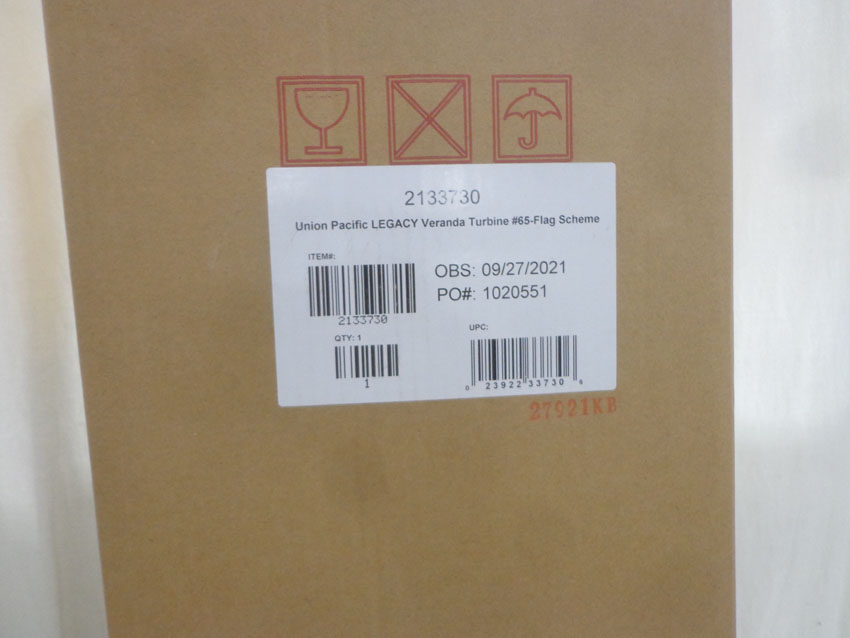 2133730
Union Pacific LEGACY Veranda Turbine #65-Flag Scheme
ITEM#:
OBS: 09/27/2021
PO#: 1020551
2133730
QTY: 1
UPC:
1
0 23922 33730 6
27921KB